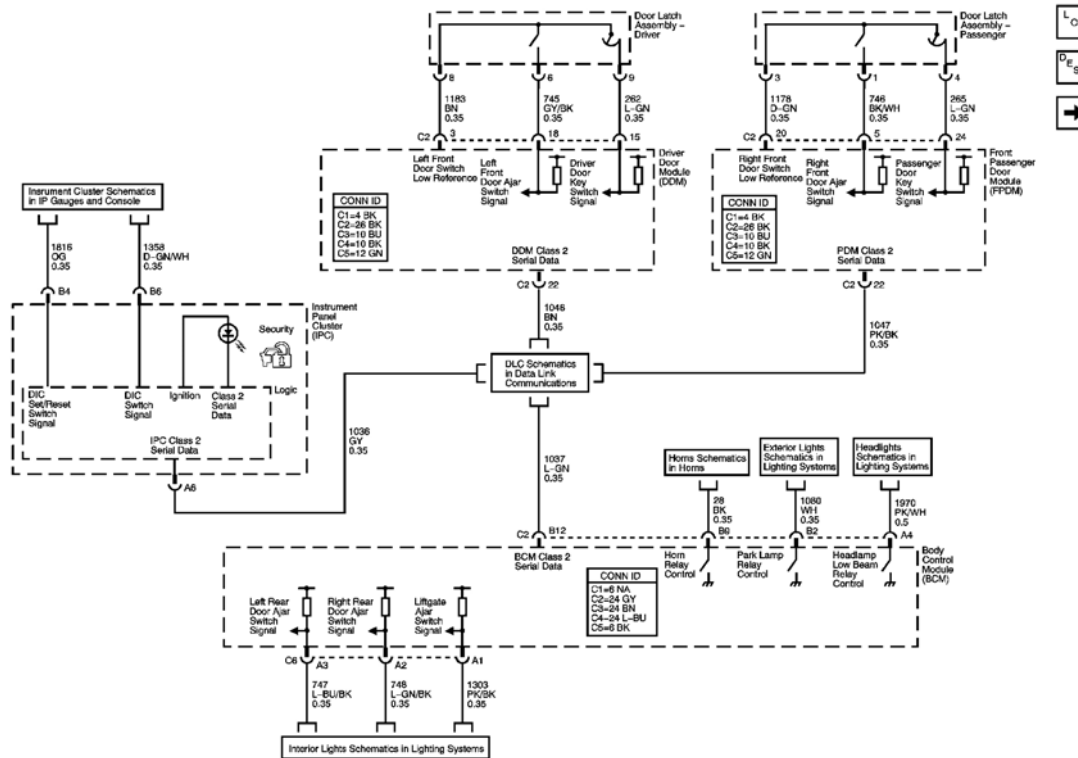 Door Latch
Assembly –
Driver
Door Latch
Assembly –
Passenger
L
O
D E S
8
6
9
3
1
4
1183
BN
0.35
745
GY/BK
0.35
262
L-GN
0.35
1178
D-GN
0.35
746
BK/WH
0.35
265
L-GN
0.35
C2
3
18
15
C2
20
5
24
Left Front
Door Switch
Low Reference
Left
Front
Door Ajar
Switch
Signal
Driver
Door
Key
Switch
Signal
Driver
Door
Module
(DDM)
Right Front
Door Switch
Low Reference
Right
Front
Door Ajar
Switch
Signal
Passenger
Door
Key
Switch
Signal
Front
Passenger
Door
Module
(FPDM)
CONN ID
C1=4 BK
C2=26 BK
C3=10 BU
C4=10 BK
C5=12 GN
CONN ID
C1=4 BK
C2=26 BK
C3=10 BU
C4=10 BK
C5=12 GN
DDM Class 2
Serial Data
PDM Class 2
Serial Data
C2
22
C2
22
Instrument Cluster Schematics
in IP Gauges and Console
1816
OG
0.35
1358
D-GN/WH
0.35
B4
B6
Instrument
Panel
Cluster
(IPC)
Security
DIC
Set/Reset
Switch
Signal
DIC
Switch
Signal
Ignition
Class 2
Serial
Data
Logic
IPC Class 2
Serial Data
A6
1046
BN
0.35
1047
PK/BK
0.35
DLC Schematics
in Data Link
Communications
1036
GY
0.35
1037
L-GN
0.35
Horns Schematics
in Horns
Exterior Lights
Schematics in
Lighting Systems
Headlights
Schematics in
Lighting Systems
28
BK
0.35
1080
WH
0.35
1970
PK/WH
0.5
C2
B12
B2
A4
BCM Class 2
Serial Data
Horn
Relay
Control
Park Lamp
Relay
Control
Headlamp
Low Beam
Relay
Control
Body
Control
Module
(BCM)
CONN ID
C1=6 NA
C2=24 GY
C3=24 BN
C4=24 L-BU
C5=6 BK
Left Rear
Door Ajar
Switch
Signal
Right Rear
Door Ajar
Switch
Signal
Liftgate
Ajar
Switch
Signal
A3
A2
A1
747
L-BU/BK
0.35
748
L-GN/BK
0.35
1303
PK/BK
0.35
Interior Lights Schematics in Lighting Systems